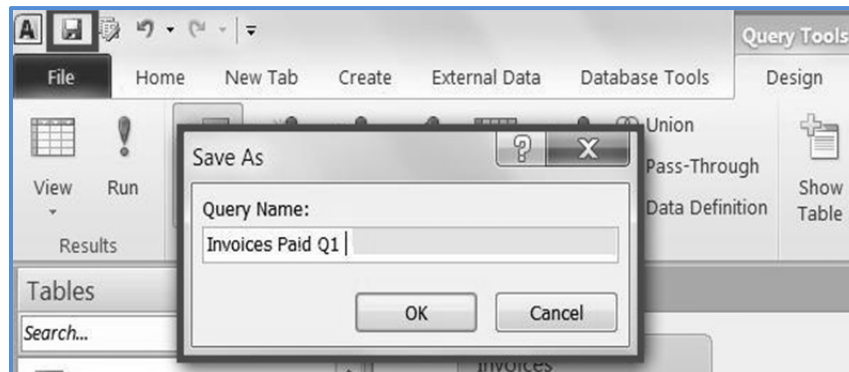 A
Query Tools
File Home New Tab Create External Data Database Tools Design
Union
Save As
Pass-Through
View Run
Query Name:
Show
Table
Data Definition
Invoices Paid Q1
Results
Tables
OK Cancel
Search...
Invoices